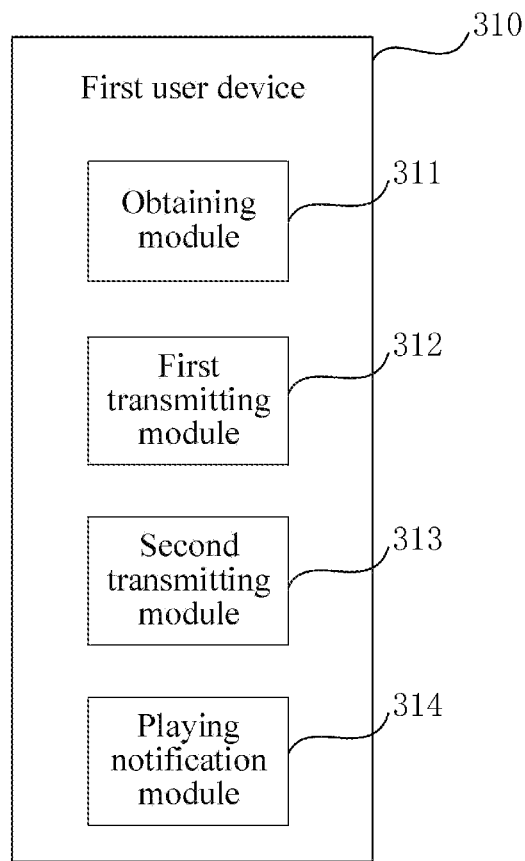 310
First user device
311
Obtaining
module
312
First
transmitting
module
313
Second
transmitting
module
314
Playing
notification
module